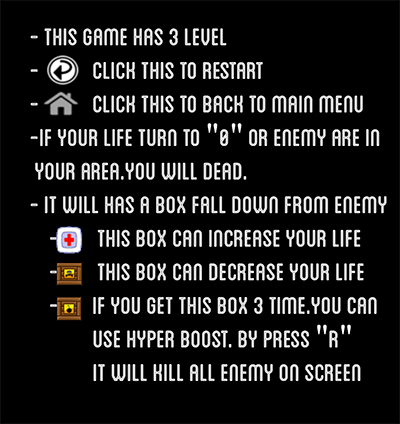 - THIS GAME HAS 3 LEVEL
- CLICK THIS TO RESTART
- CLICK THIS TO BACK TO MAIN MENU
-IF YOUR LIFE TURN TO "0" OR ENEMY ARE IN
YOUR AREA.YOU WILL DEAD.
- IT WILL HAS A BOX FALL DOWN FROM ENEMY
- THIS BOX CAN INCREASE YOUR LIFE
- THIS BOX CAN DECREASE YOUR LIFE
- IF YOU GET THIS BOX 3 TIME.YOU CAN
USE HYPER BOOST. BY PRESS "R"
IT WILL KILL ALL ENEMY ON SCREEN